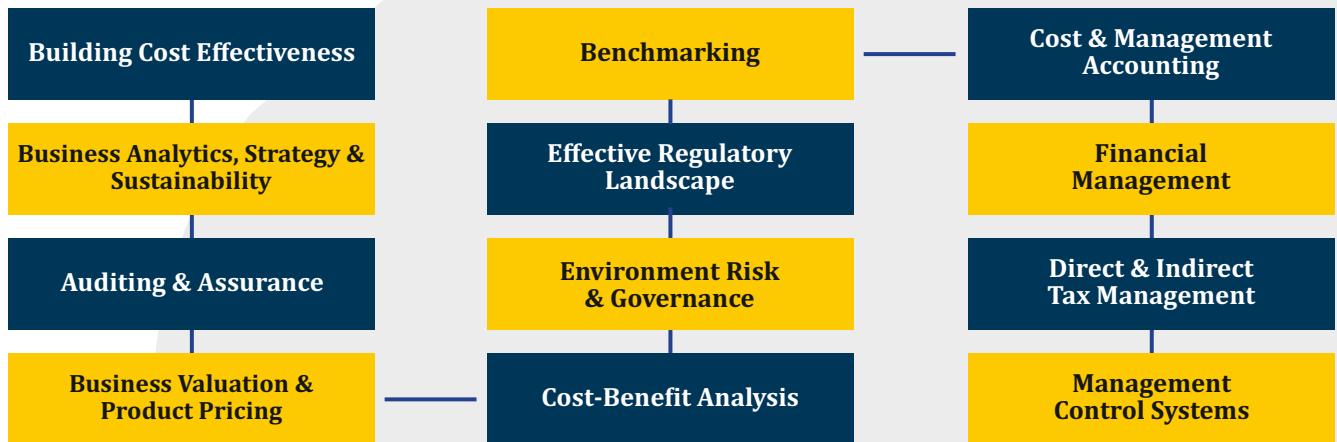 Building Cost Effectiveness
Business Analytics, Strategy &
Sustainability
Auditing & Assurance
Business Valuation &
Product Pricing
Benchmarking
Effective Regulatory
Landscape
Environment Risk
& Governance
Cost-Benefit Analysis
Cost & Management
Accounting
Financial
Management
Direct & Indirect
Tax Management
Management
Control Systems